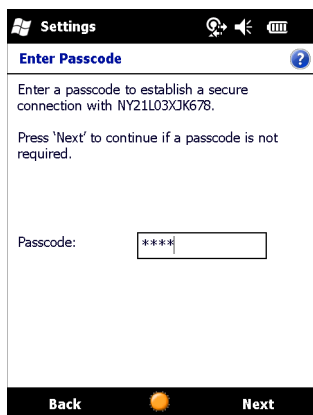 Settings
Enter Passcode
?
Enter a passcode to establish a secure
connection with NY21L03XJK678.
Press ‘Next’ to continue if a passcode is not
required.
Passcode: ****
Back Next